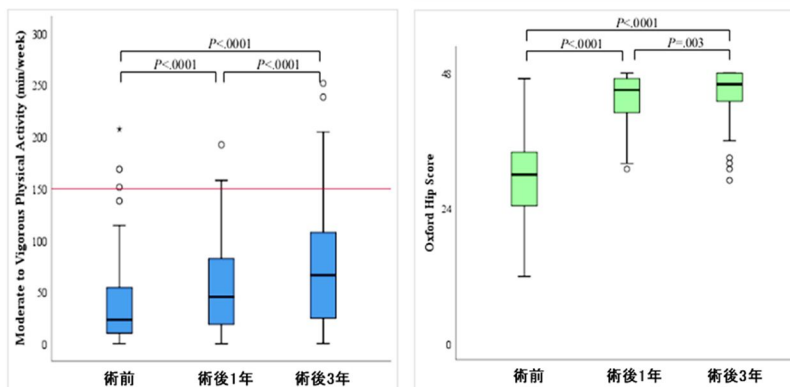 Moderate to Vigorous Physical Activity (min/week)
300
250
200
150
100
50
0
P<.0001
P<.0001
P<.0001
術前
術後1年
術後3年
Oxford Hip Score
48
24
0
P<.0001
P<.0001
P=.003
術前
術後1年
術後3年